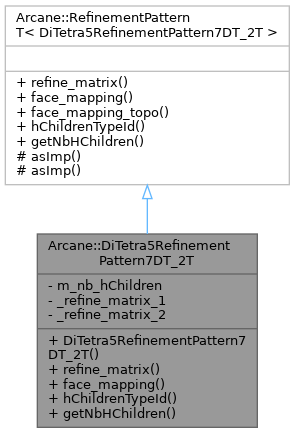 Arcane::RefinementPattern
T< DiTetra5RefinementPattern7DT_2T >
+ refine_matrix()
+ face_mapping()
+ face_mapping_topo()
+ hChildrenTypeId()
+ getNbHChildren()
# asImp()
# asImp()
Arcane::DiTetra5Refinement
Pattern7DT_2T
- m_nb_hChildren
- _refine_matrix_1
- _refine_matrix_2
+ DiTetra5RefinementPattern7
DT_2T()
+ refine_matrix()
+ face_mapping()
+ hChildrenTypeId()
+ getNbHChildren()